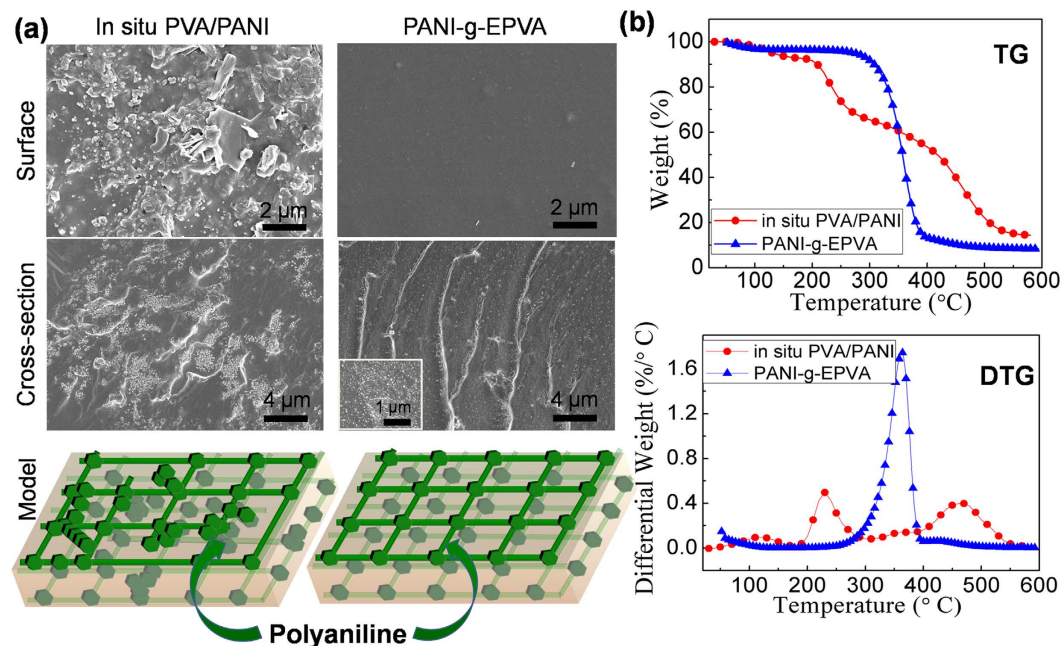 (a)
In situ PVA/PANI
PANI-g-EPVA
Surface
2 μm
2 μm
Cross-section
4 μm
1 μm
4 μm
Model
Polyaniline
(b)
TG
100
80
60
40
20
0
Weight (%)
in situ PVA/PANI
PANI-g-EPVA
100 200 300 400 500 600
Temperature (°C)
DTG
1.6
1.2
0.8
0.4
0.0
Differential Weight (%/° C)
in situ PVA/PANI
PANI-g-EPVA
100 200 300 400 500 600
Temperature (° C)